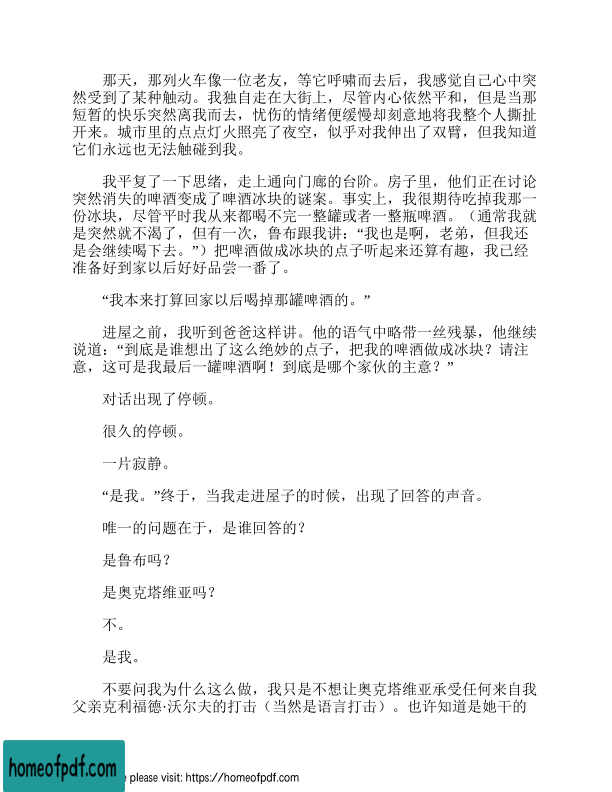 那天，那列火车像一位老友，等它呼啸而去后，我感觉自己心中突
然受到了某种触动。我独自走在大街上，尽管内心依然平和，但是当那
短暂的快乐突然离我而去，忧伤的情绪便缓慢却刻意地将我整个人撕扯
开来。城市里的点点灯火照亮了夜空，似乎对我伸出了双臂，但我知道
它们永远也无法触碰到我。
我平复了一下思绪，走上通向门廊的台阶。房子里，他们正在讨论
突然消失的啤酒变成了啤酒冰块的谜案。事实上，我很期待吃掉我那一
份冰块，尽管平时我从来都喝不完一整罐或者一整瓶啤酒。（通常我就
是突然就不渴了，但有一次，鲁布跟我讲：“我也是啊，老弟，但我还
是会继续喝下去。”）把啤酒做成冰块的点子听起来还算有趣，我已经
准备好到家以后好好品尝一番了。
“我本来打算回家以后喝掉那罐啤酒的。”
进屋之前，我听到爸爸这样讲。他的语气中略带一丝残暴，他继续
说道：“到底是谁想出了这么绝妙的点子，把我的啤酒做成冰块？请注
意，这可是我最后一罐啤酒啊！到底是哪个家伙的主意？”
对话出现了停顿。
很久的停顿。
一片寂静。
“是我。”终于，当我走进屋子的时候，出现了回答的声音。
唯一的问题在于，是谁回答的？
是鲁布吗？
是奥克塔维亚吗？
不。
是我。
不要问我为什么这么做，我只是不想让奥克塔维亚承受任何来自我
父亲克利福德·沃尔夫的打击（当然是语言打击）。也许知道是她干的
homeofpdf.com
e please visit: https://homeofpdf.com